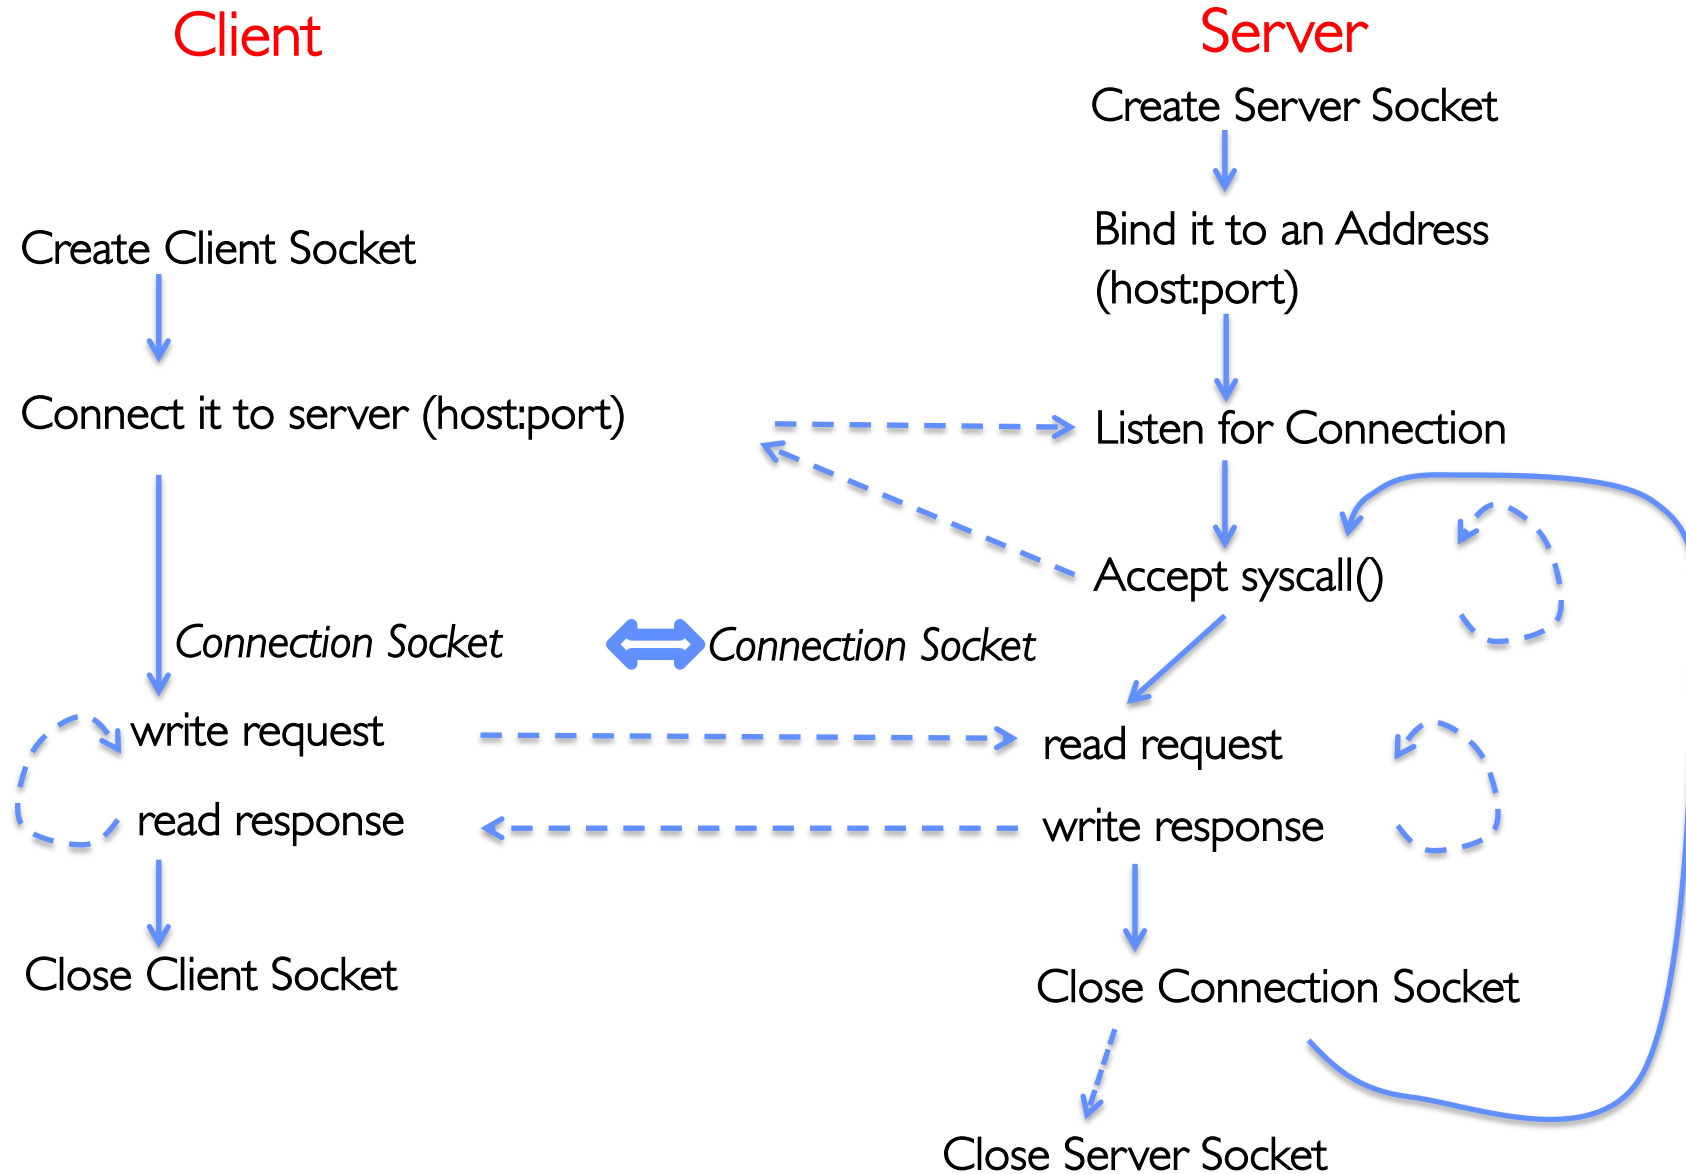 Client
Server
Create Server Socket
Bind it to an Address
(host:port)
Create Client Socket
Connect it to server (host:port)
Listen for Connection
Accept syscall()
Connection Socket
Connection Socket
write request
read request
read response
write response
Close Client Socket
Close Connection Socket
Close Server Socket